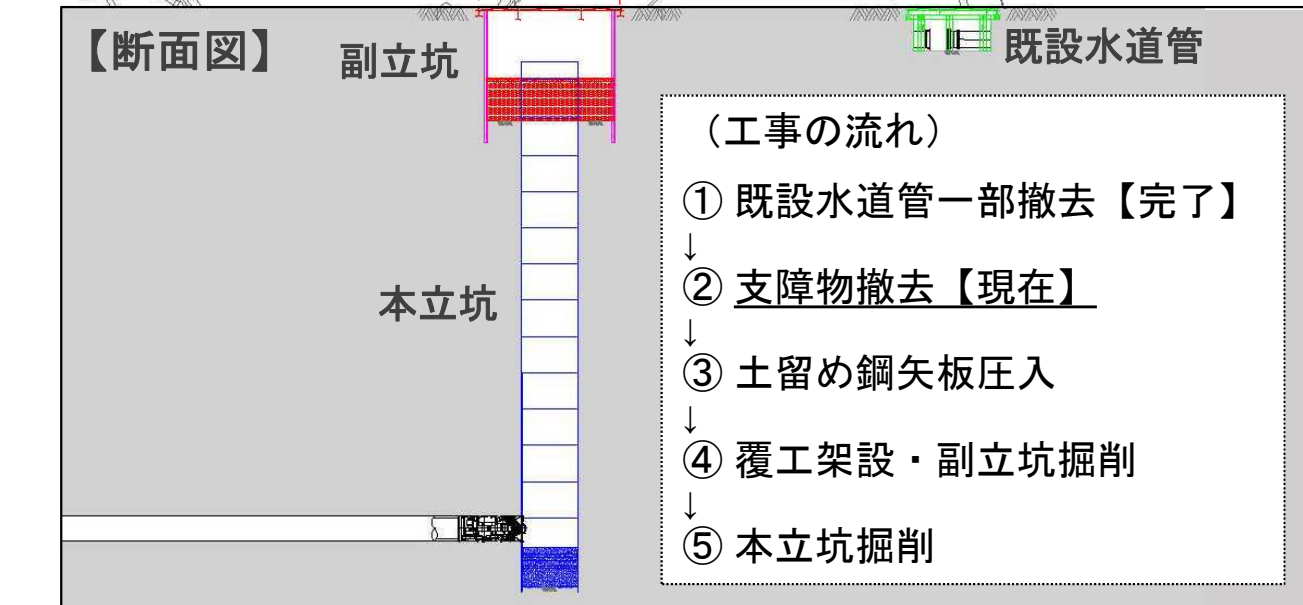 【断面図】
副立坑
既設水道管
本立坑
（工事の流れ）
① 既設水道管一部撤去【完了】
↓
② 支障物撤去【現在】
↓
③ 土留め鋼矢板圧入
↓
④ 覆工架設・副立坑掘削
↓
⑤ 本立坑掘削